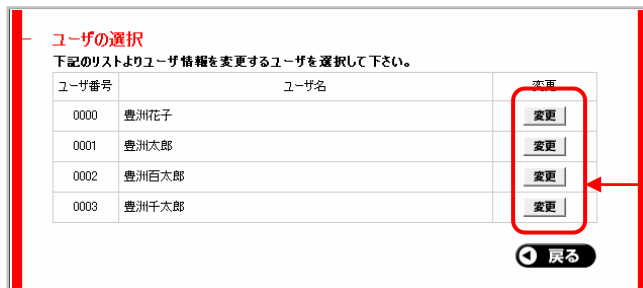 ユーザの選択
下記のリストよりユーザ情報を変更するユーザを選択して下さい。
ユーザ番号 ユーザ名 変更
0000 豊洲花子 変更
0001 豊洲太郎 変更
0002 豊洲百太郎 変更
0003 豊洲千太郎 変更
戻る